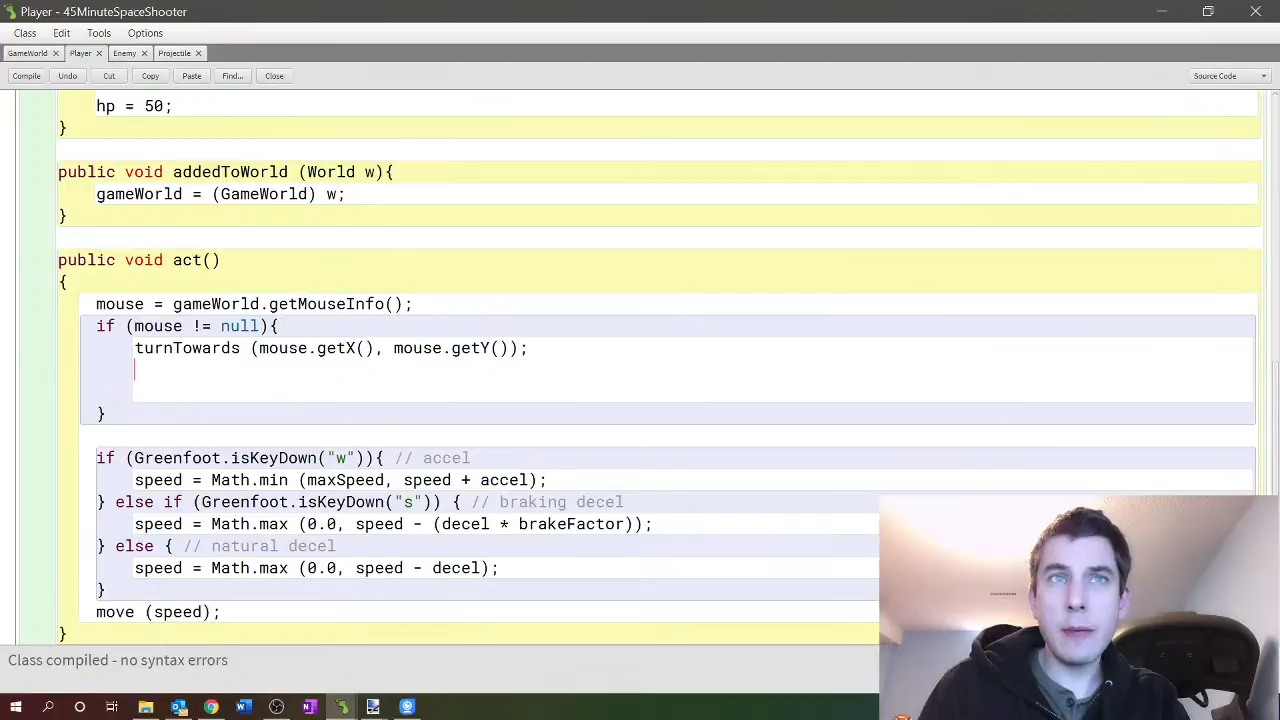 Player - 45MinuteSpaceShooter
Class Edit Tools Options
GameWorld × Player × Enemy × Projectile ×
Compile Undo Cut Copy Paste Find... Close Source Code
hp = 50;
}
public void addedToWorld (World w){
gameWorld = (GameWorld) w;
}
public void act()
{
mouse = gameWorld.getMouseInfo();
if (mouse != null){
turnTowards (mouse.getX(), mouse.getY());
}
if (Greenfoot.isKeyDown("w")){ // accel
speed = Math.min (maxSpeed, speed + accel);
} else if (Greenfoot.isKeyDown("s")) { // braking decel
speed = Math.max (0.0, speed - (decel * brakeFactor));
} else { // natural decel
speed = Math.max (0.0, speed - decel);
}
move (speed);
}
Class compiled - no syntax errors